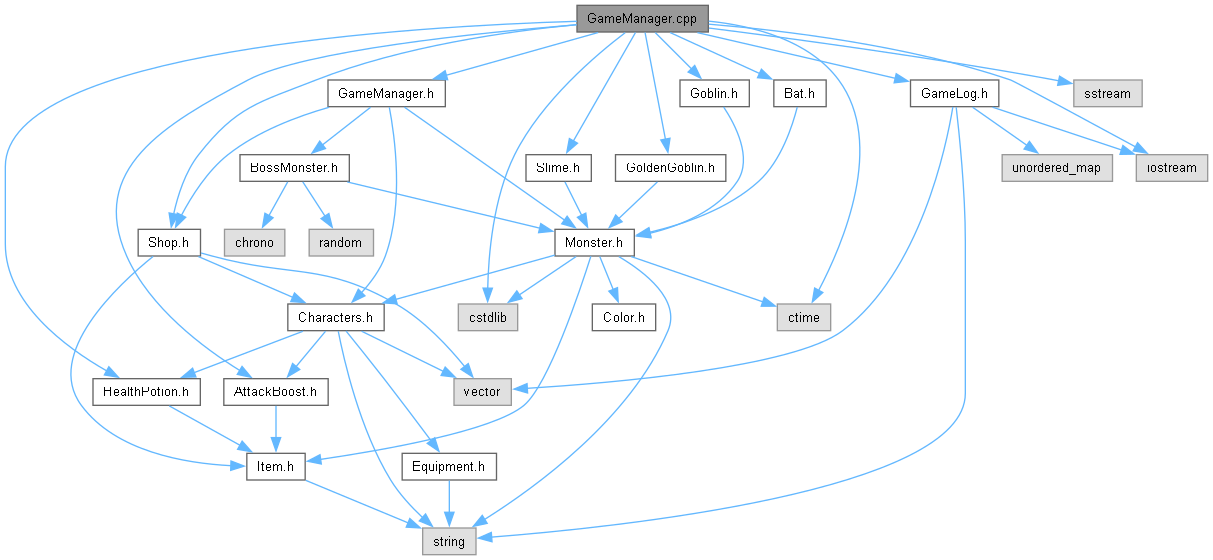 GameManager.cpp
GameManager.h
Goblin.h
Bat.h
GameLog.h
sstream
BossMonster.h
Slime.h
GoldenGoblin.h
unordered_map
iostream
Shop.h
chrono
random
Monster.h
Characters.h
cstdlib
Color.h
ctime
HealthPotion.h
AttackBoost.h
vector
Item.h
Equipment.h
string